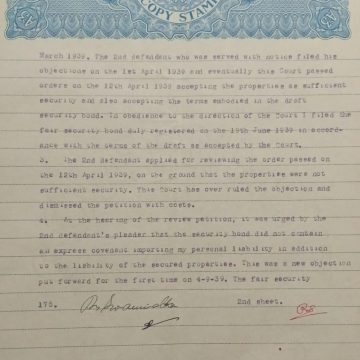 COPY STAMP
March 1939. The 2nd defendant who was served with notice filed his
objections on the 1st April 1939 and eventually this Court passed
orders on the 12th April 1939 accepting the properties as sufficient
security and also accepting the terms embodied in the draft
security bond. In obedience to the direction of the Court I filed the
fair security bond duly registered on the 19th June 1939 in accord-
ance with the terms of the draft as accepted by the Court.
3. The 2nd defendant applied for reviewing the order passed on
the 12th April 1939, on the ground that the properties were not
sufficient security. This Court has over ruled the objection and
dismissed the petition with costs.
4. At the hearing of the review petition, it was urged by the
2nd defendant's pleader that the security bond did not contain
an express covenant importing my personal liability in addition
to the liability of the secured properties. This was a new objection
put forward for the first time on 4-9-39. The fair security
175. 2nd sheet.